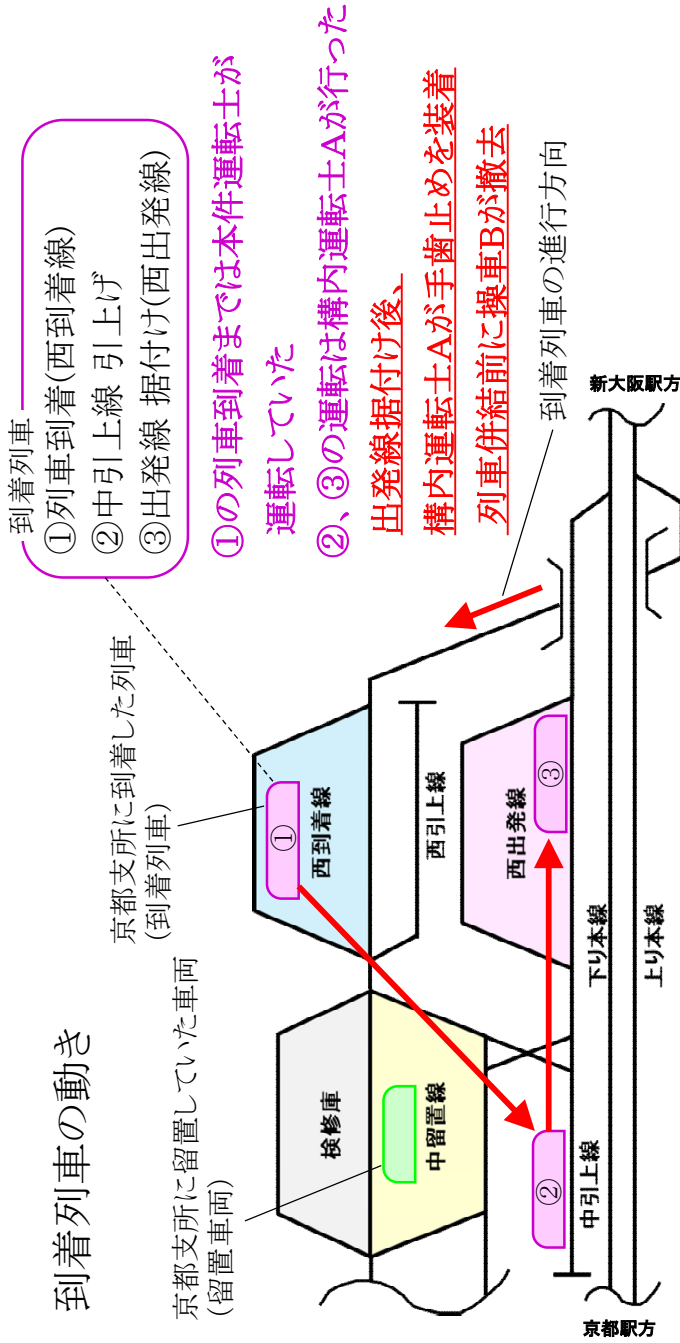 到着列車の動き
到着列車
①列車到着(西到着線)
②中引上線 引上げ
③出発線 据付け(西出発線)
①の列車到着までは本件運転士が
運転していた
②、③の運転は構内運転士Aが行った
出発線据付け後、
構内運転士Aが手歯止めを装着
列車併結前に操車Bが撤去
到着列車の進行方向
京都支所に到着した列車
(到着列車)
京都支所に留置していた車両
(留置車両)
検修庫
中留置線
①
西到着線
西引上線
西出発線
③
②
中引上線
下り本線
上り本線
京都駅方
新大阪駅方